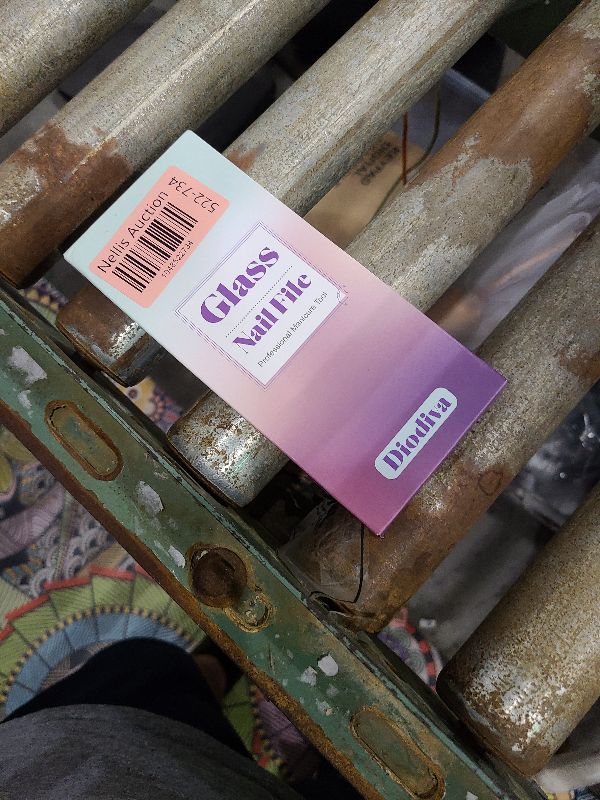 Nellis Auction
522-734
Glass
Nail File
Professional Manicure Tool
Diodiva